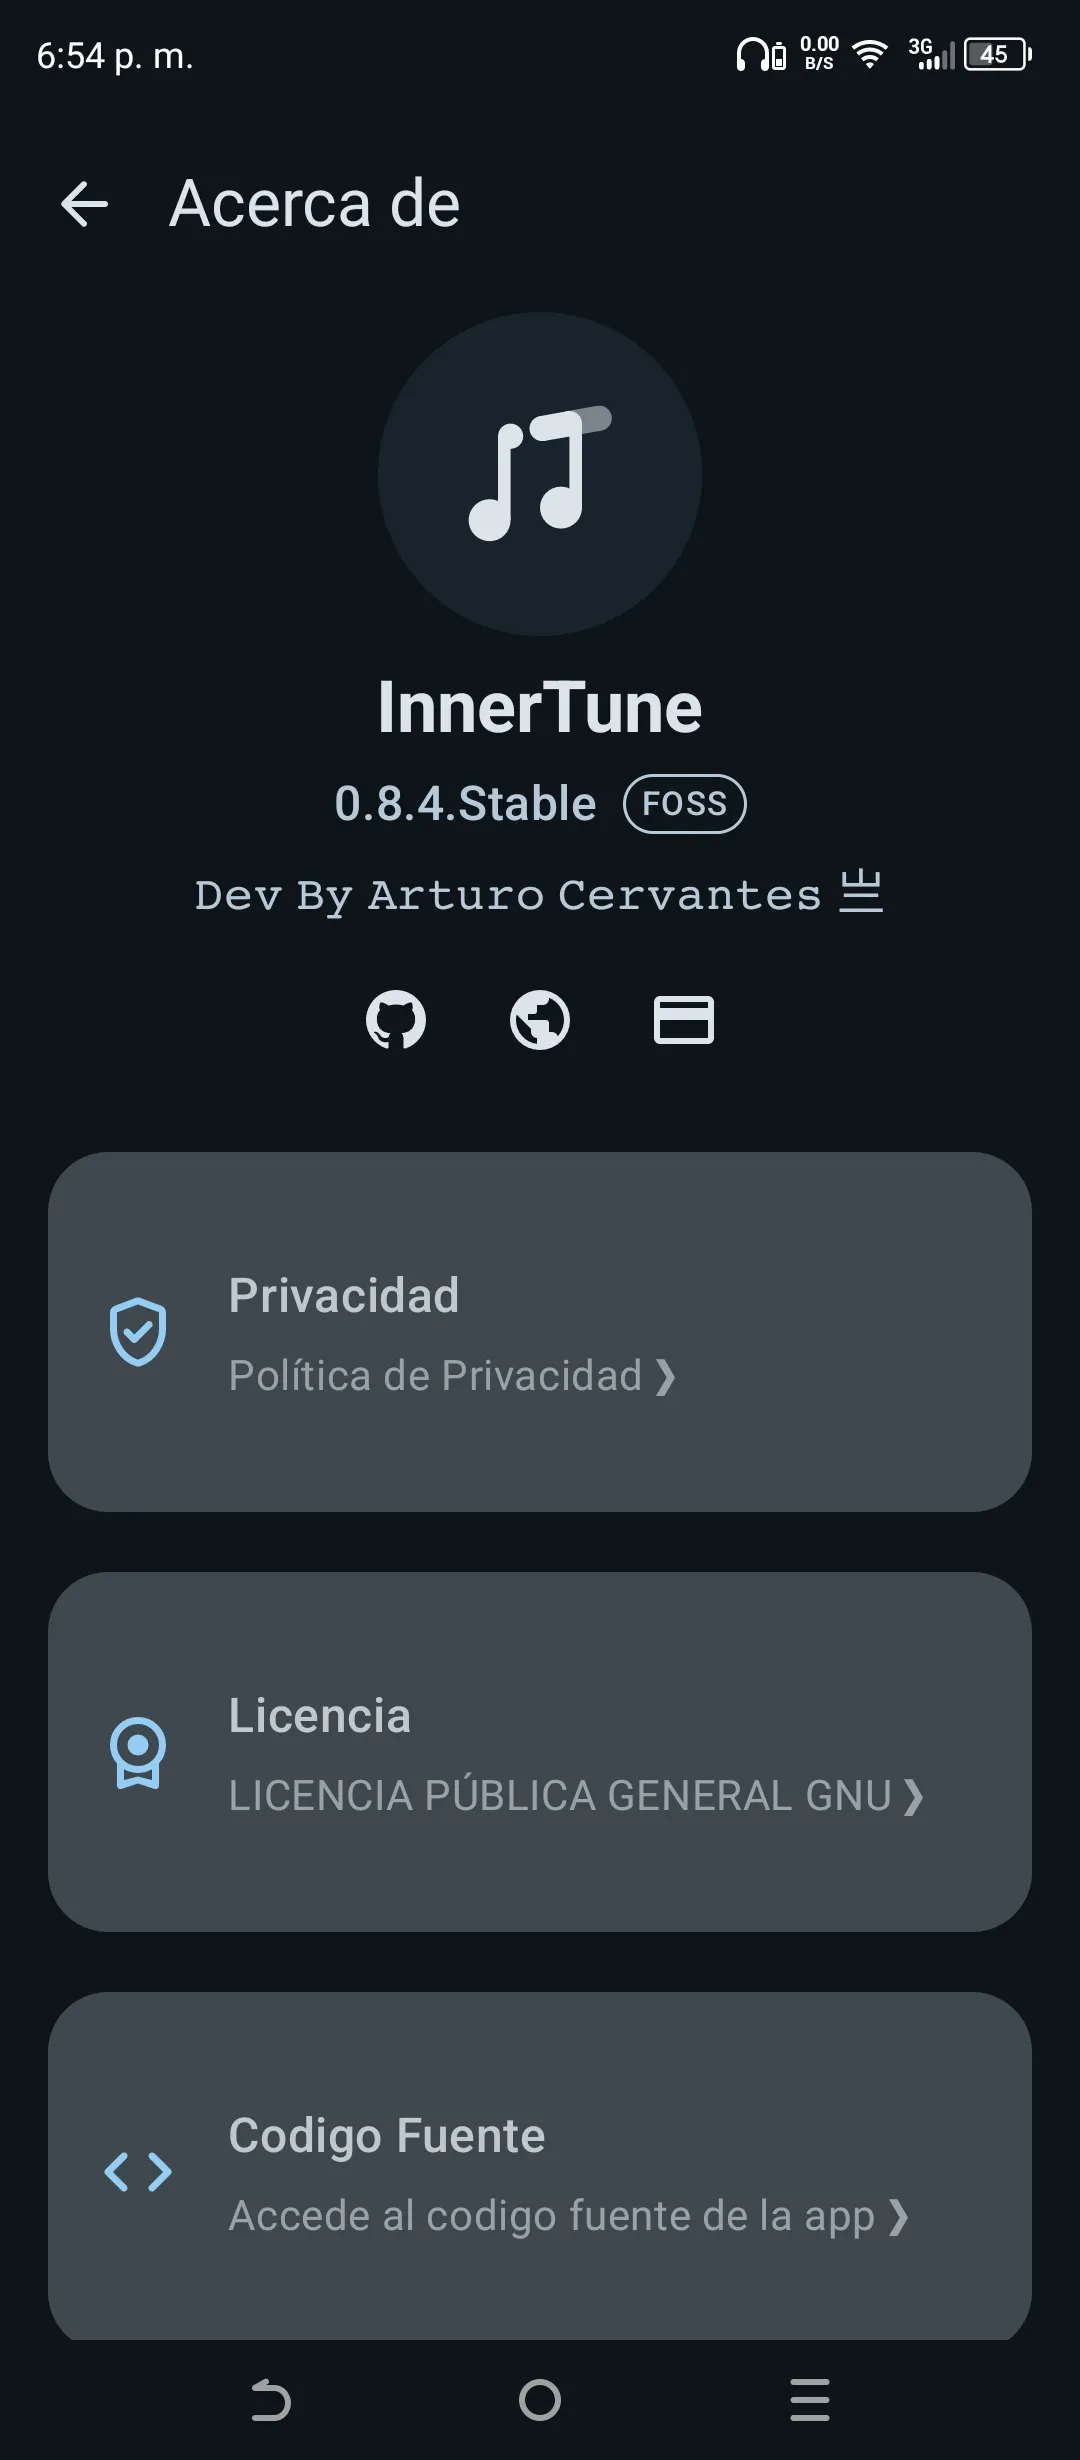 6:54 p. m.
0.00
B/S
3G
45
Acerca de
InnerTune
0.8.4.Stable
FOSS
Dev By Arturo Cervantes
Privacidad
Política de Privacidad ❯
Licencia
LICENCIA PÚBLICA GENERAL GNU ❯
Codigo Fuente
Accede al codigo fuente de la app ❯